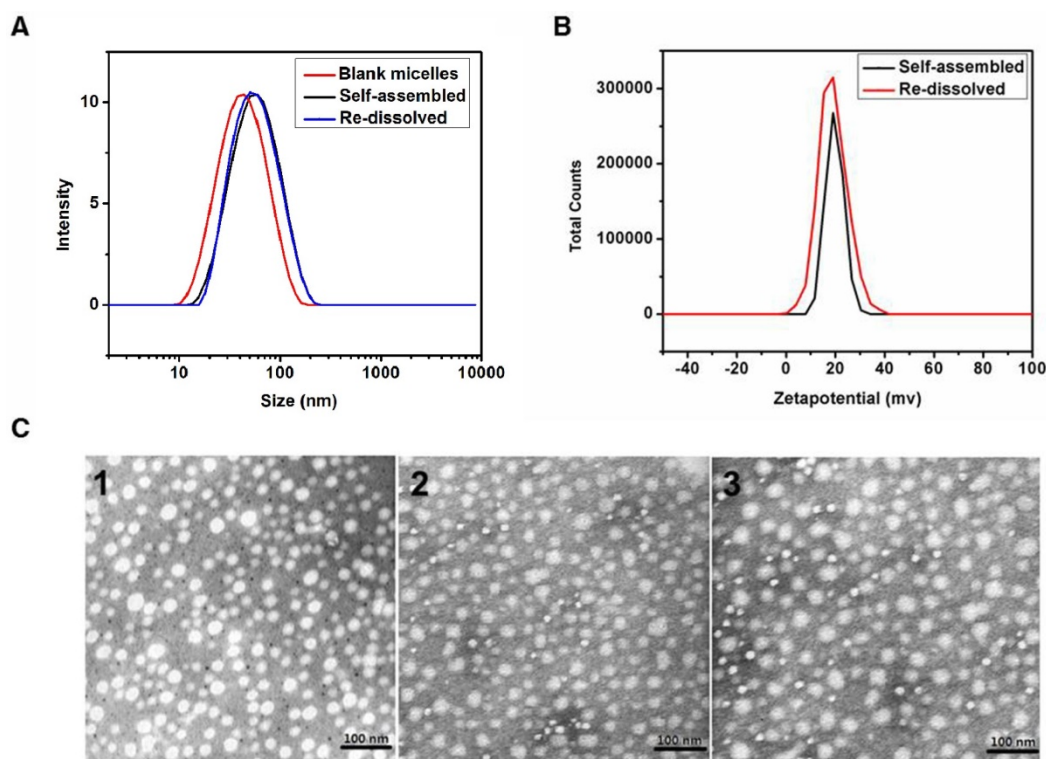 A
Blank micelles
Self-assembled
Re-dissolved
10
5
0
Intensity
10
100
1000
10000
Size (nm)
B
Self-assembled
Re-dissolved
300000
200000
100000
0
Total Counts
-40
-20
0
20
40
60
80
100
Zetapotential (mv)
C
1
2
3
100 nm
100 nm
100 nm